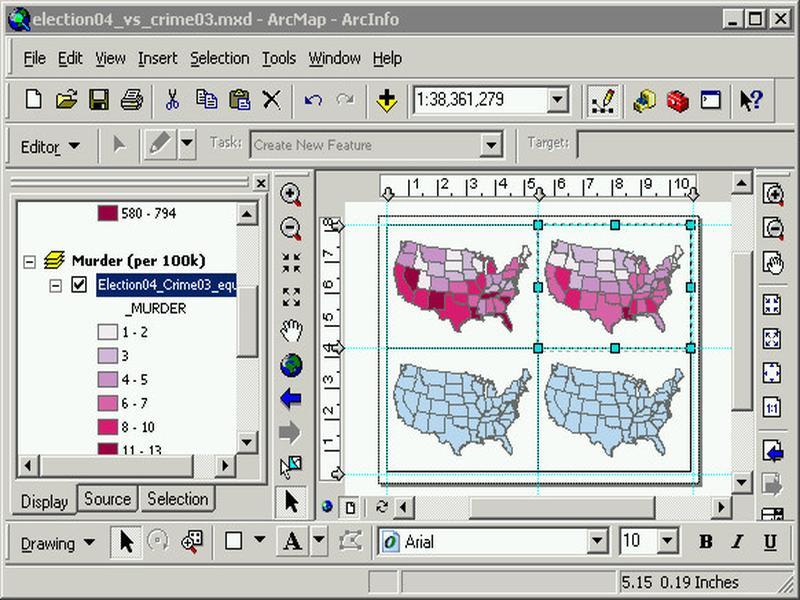 election04_vs_crime03.mxd - ArcMap - ArcInfo
File Edit View Insert Selection Tools Window Help
1:38,361,279
Editor Task: Create New Feature Target:
580 - 794
Murder (per 100k)
Election04_Crime03_equ
_MURDER
1 - 2
3
4 - 5
6 - 7
8 - 10
11 - 13
1 2 3 4 5 6 7 8 9 10
8
7
6
5
4
3
2
1
1:1
Display Source Selection
Drawing A Arial 10 B I U
5.15 0.19 Inches